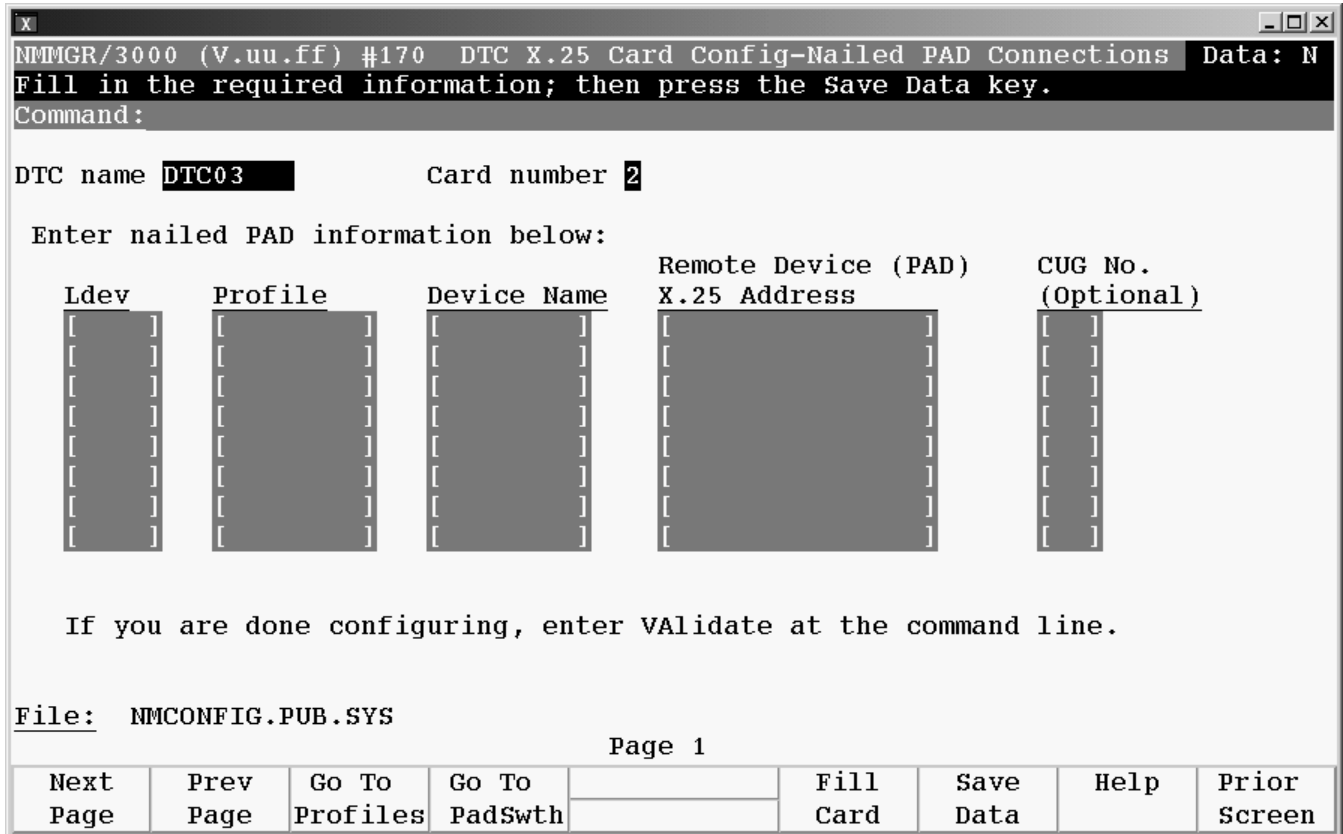 X
NMMGR/3000 (V.uu.ff) #170 DTC X.25 Card Config-Nailed PAD Connections Data: N
Fill in the required information; then press the Save Data key.
Command:
DTC name DTC03 Card number 2
Enter nailed PAD information below:
Remote Device (PAD) CUG No.
Ldev Profile Device Name X.25 Address (Optional)
[ ] [ ] [ ] [ ] [ ]
[ ] [ ] [ ] [ ] [ ]
[ ] [ ] [ ] [ ] [ ]
[ ] [ ] [ ] [ ] [ ]
[ ] [ ] [ ] [ ] [ ]
[ ] [ ] [ ] [ ] [ ]
[ ] [ ] [ ] [ ] [ ]
[ ] [ ] [ ] [ ] [ ]
If you are done configuring, enter VAlidate at the command line.
File: NMCONFIG.PUB.SYS
Page 1
Next Prev Go To Go To Fill Save Help Prior
Page Page Profiles PadSwth Card Data Screen